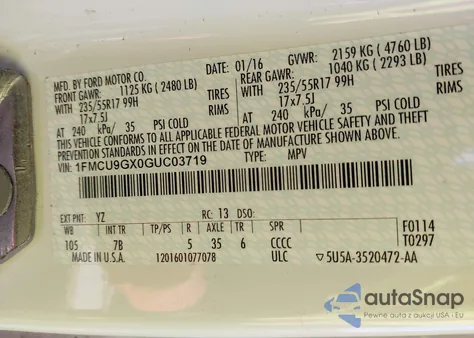 MFD. BY FORD MOTOR CO. 01/16 GVWR: 2159 KG ( 4760 LB)
FRONT GAWR: 1125 KG ( 2480 LB) REAR GAWR: 1040 KG ( 2293 LB)
WITH 235/55R17 99H TIRES WITH 235/55R17 99H TIRES
17x7.5J RIMS 17x7.5J RIMS
AT 240 kPa/ 35 PSI COLD AT 240 kPa/ 35 PSI COLD
THIS VEHICLE CONFORMS TO ALL APPLICABLE FEDERAL MOTOR VEHICLE SAFETY AND THEFT
PREVENTION STANDARDS IN EFFECT ON THE DATE OF MANUFACTURE SHOWN ABOVE.
VIN: 1FMCU9GX0GUC03719 TYPE: MPV
EXT PNT: YZ RC: 13 DSO:
WB INT TR TP/PS R AXLE TR SPR F0114
105 7B 5 35 6 CCCC T0297
MADE IN U.S.A. 1201601077078 ULC 5U5A-3520472-AA
autoSnap
Pewne auto z aukcji USA - EU